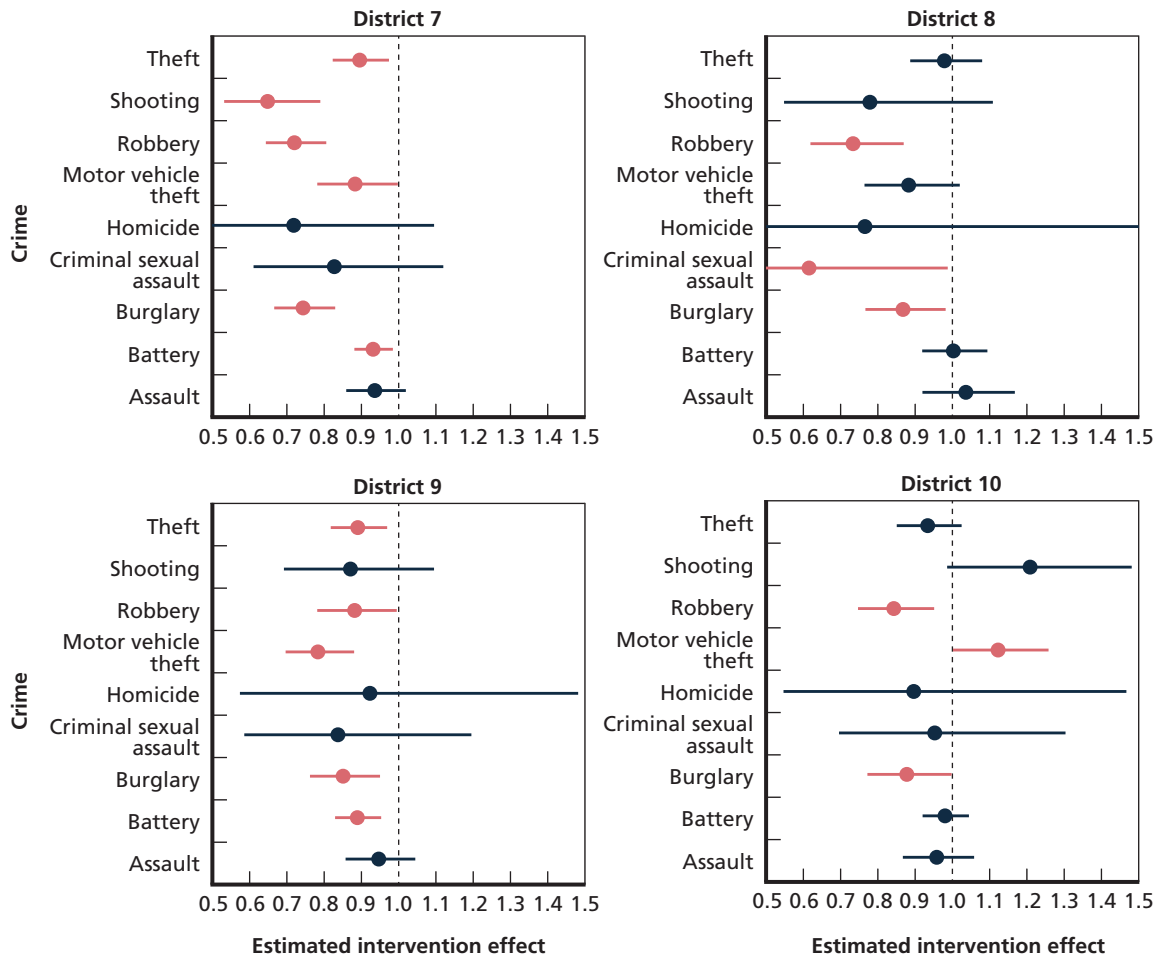 District 7
Crime
Theft
Shooting
Robbery
Motor vehicle
theft
Homicide
Criminal sexual
assault
Burglary
Battery
Assault
0.5 0.6 0.7 0.8 0.9 1.0 1.1 1.2 1.3 1.4 1.5
District 8
Theft
Shooting
Robbery
Motor vehicle
theft
Homicide
Criminal sexual
assault
Burglary
Battery
Assault
0.5 0.6 0.7 0.8 0.9 1.0 1.1 1.2 1.3 1.4 1.5
District 9
Crime
Theft
Shooting
Robbery
Motor vehicle
theft
Homicide
Criminal sexual
assault
Burglary
Battery
Assault
0.5 0.6 0.7 0.8 0.9 1.0 1.1 1.2 1.3 1.4 1.5
Estimated intervention effect
District 10
Theft
Shooting
Robbery
Motor vehicle
theft
Homicide
Criminal sexual
assault
Burglary
Battery
Assault
0.5 0.6 0.7 0.8 0.9 1.0 1.1 1.2 1.3 1.4 1.5
Estimated intervention effect